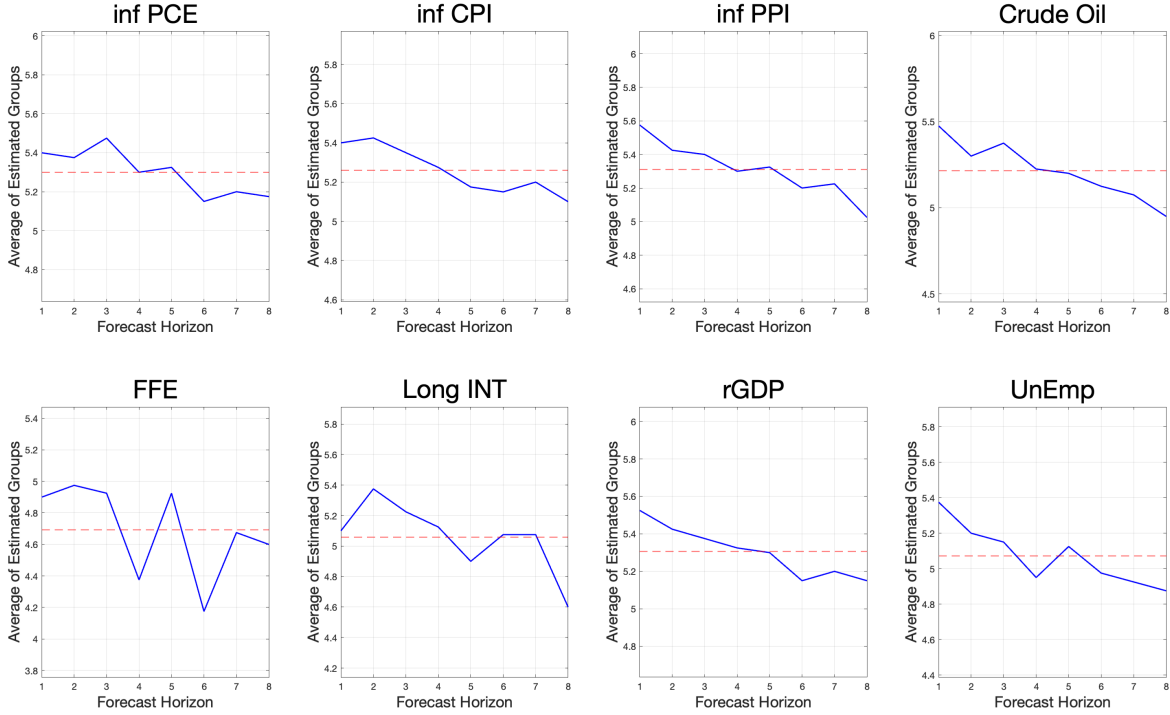 inf PCE
Average of Estimated Groups
6
5.8
5.6
5.4
5.2
5
4.8
1 2 3 4 5 6 7 8
Forecast Horizon
inf CPI
Average of Estimated Groups
5.8
5.6
5.4
5.2
5
4.8
4.6
1 2 3 4 5 6 7 8
Forecast Horizon
inf PPI
Average of Estimated Groups
6
5.8
5.6
5.4
5.2
5
4.8
4.6
1 2 3 4 5 6 7 8
Forecast Horizon
Crude Oil
Average of Estimated Groups
6
5.5
5
4.5
1 2 3 4 5 6 7 8
Forecast Horizon
FFE
Average of Estimated Groups
5.4
5.2
5
4.8
4.6
4.4
4.2
4
3.8
1 2 3 4 5 6 7 8
Forecast Horizon
Long INT
Average of Estimated Groups
5.8
5.6
5.4
5.2
5
4.8
4.6
4.4
4.2
1 2 3 4 5 6 7 8
Forecast Horizon
rGDP
Average of Estimated Groups
6
5.8
5.6
5.4
5.2
5
4.8
1 2 3 4 5 6 7 8
Forecast Horizon
UnEmp
Average of Estimated Groups
5.8
5.6
5.4
5.2
5
4.8
4.6
4.4
1 2 3 4 5 6 7 8
Forecast Horizon